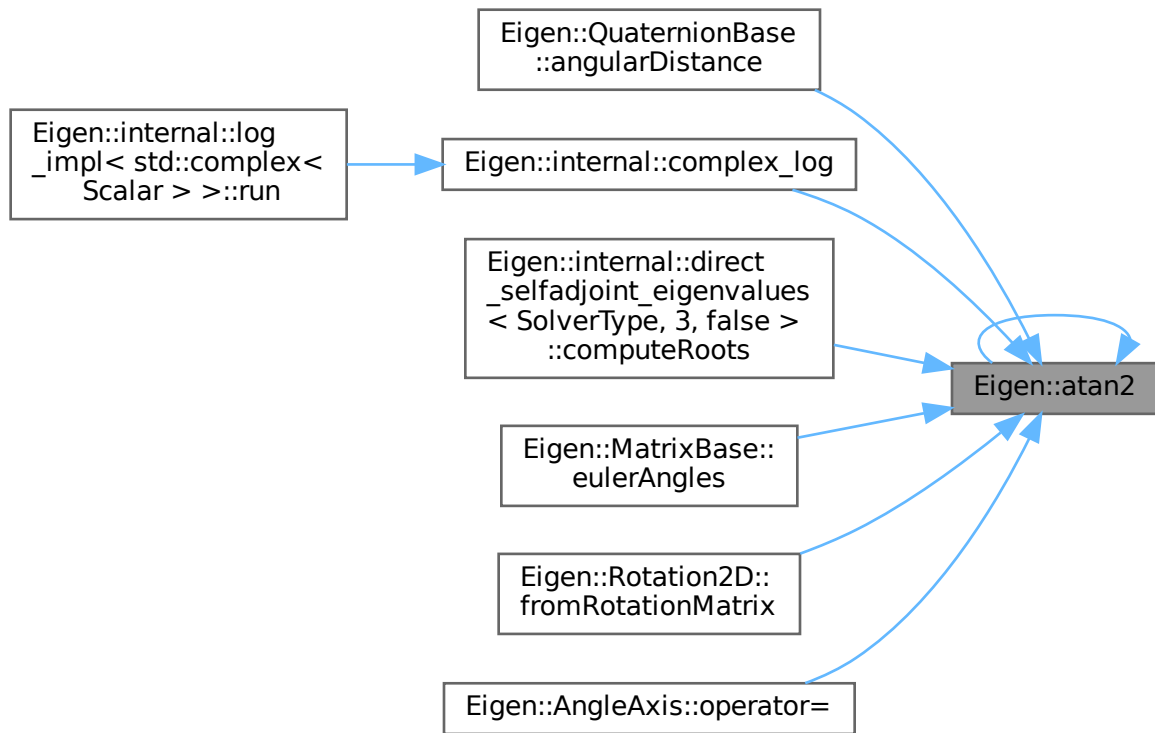 Eigen::QuaternionBase
::angularDistance
Eigen::internal::log
_impl< std::complex<
Scalar > >::run
Eigen::internal::complex_log
Eigen::internal::direct
_selfadjoint_eigenvalues
< SolverType, 3, false >
::computeRoots
Eigen::atan2
Eigen::MatrixBase::
eulerAngles
Eigen::Rotation2D::
fromRotationMatrix
Eigen::AngleAxis::operator=